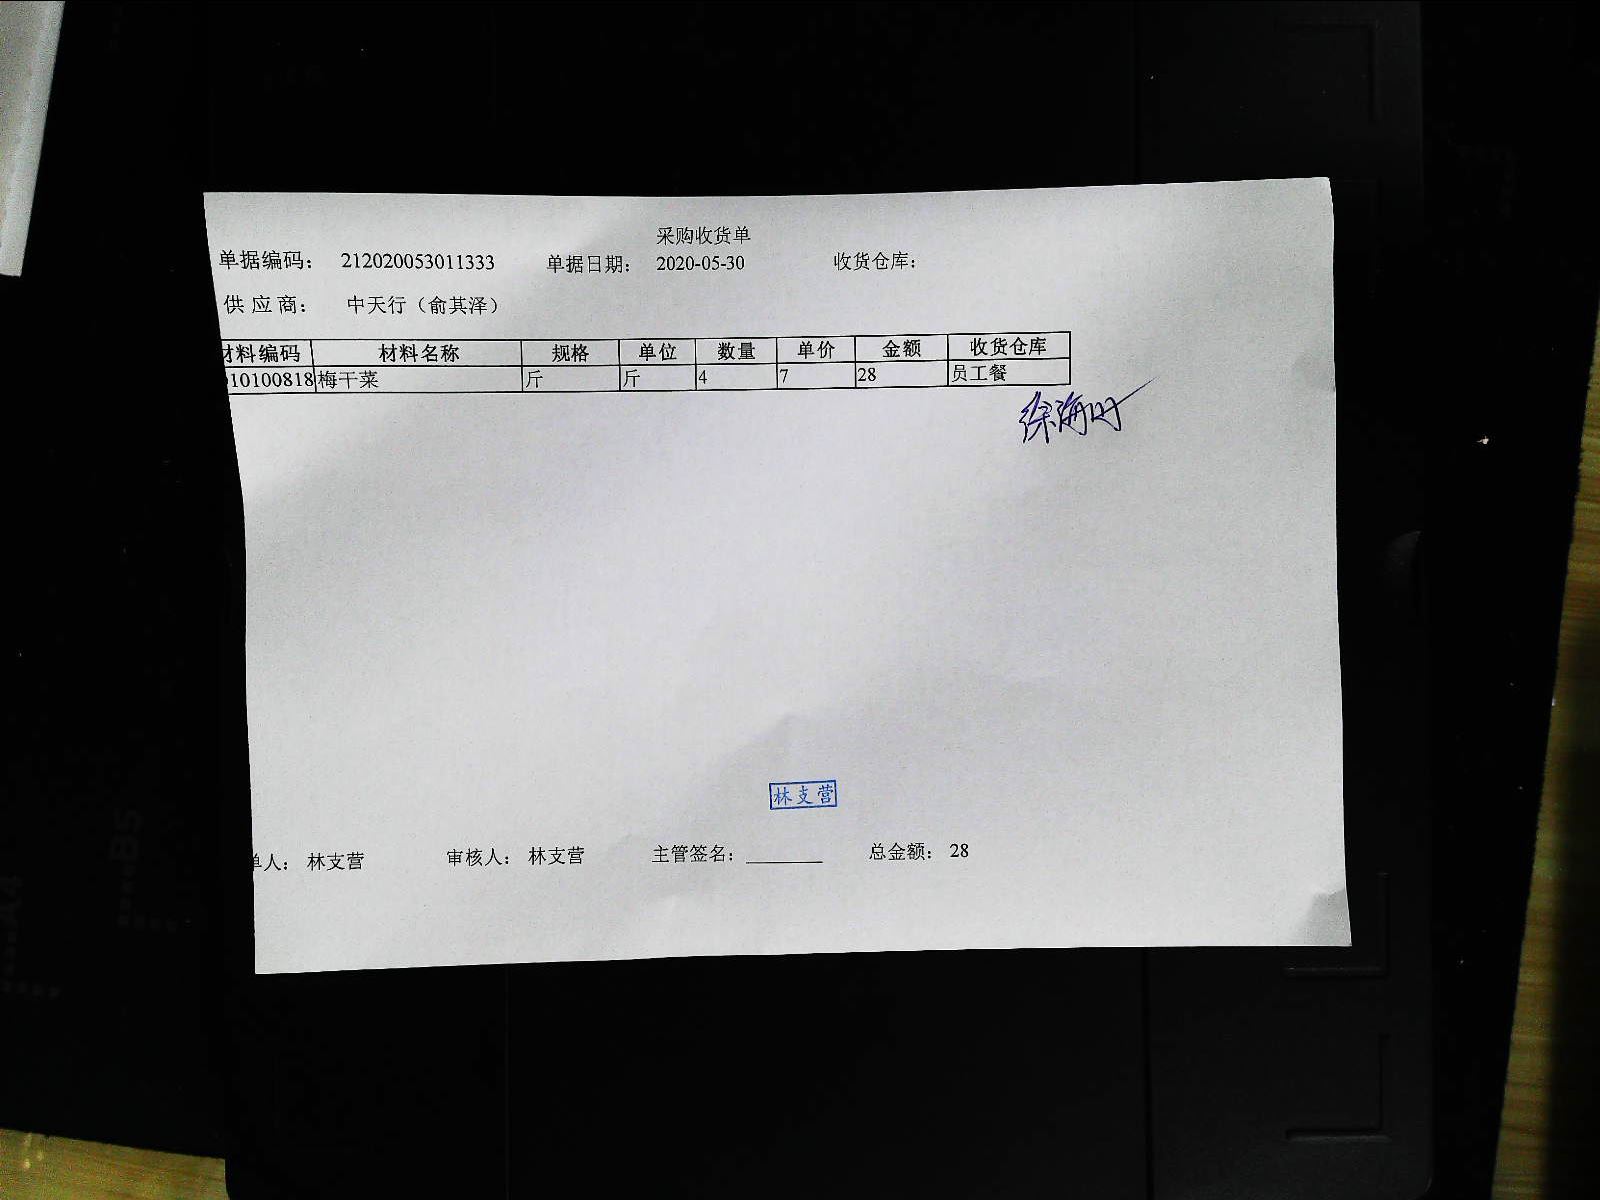 采购收货单
单据编码： 212020053011333 单据日期： 2020-05-30 收货仓库：
供 应 商： 中天行（俞其泽）
材料编码 材料名称 规格 单位 数量 单价 金额 收货仓库
10100818 梅干菜 斤 斤 4 7 28 员工餐
林支营
单人： 林支营 审核人： 林支营 主管签名： ________ 总金额： 28